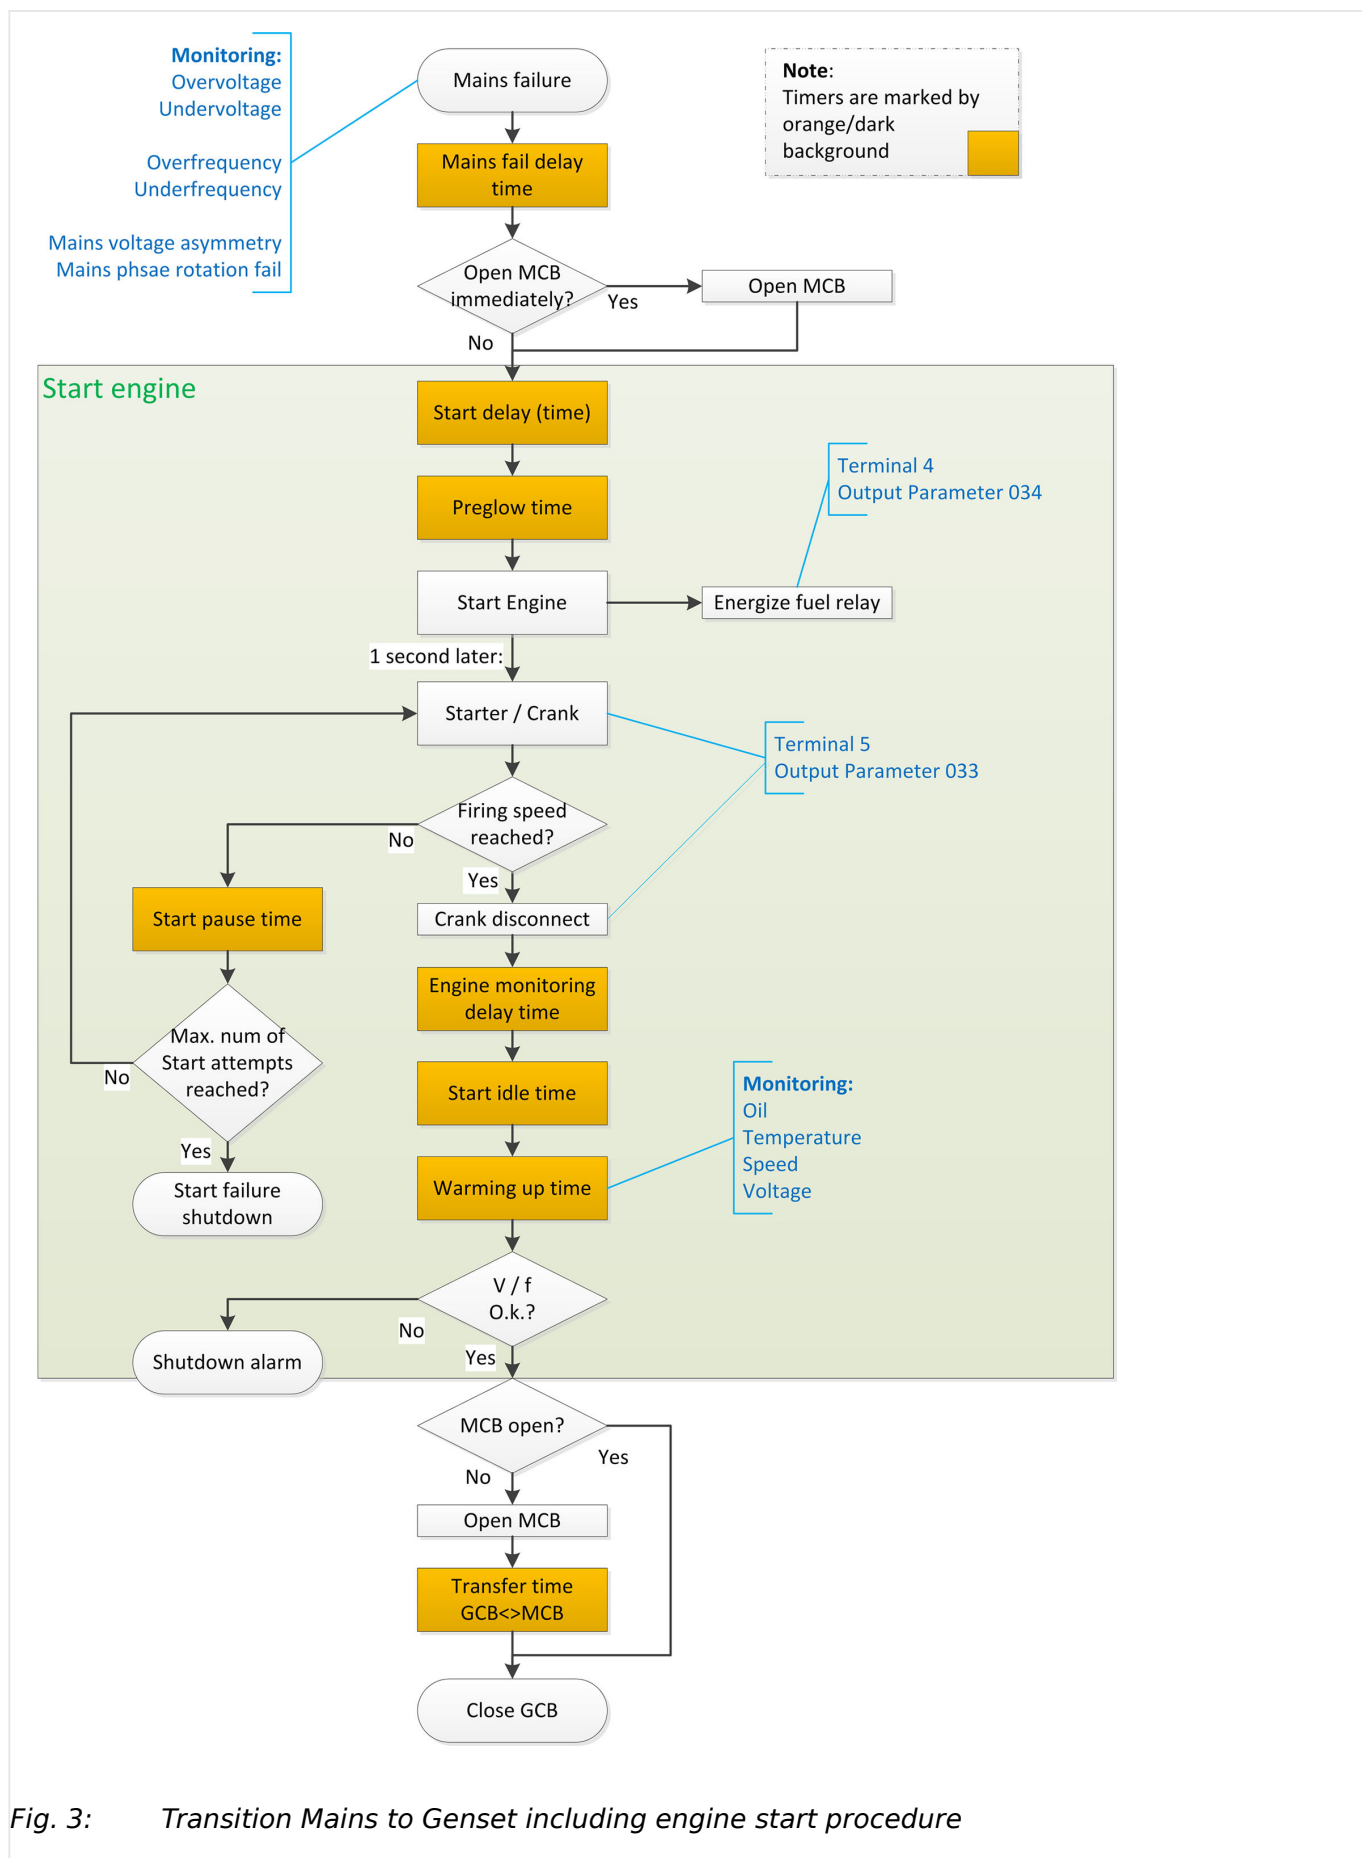 Monitoring:
Overvoltage
Undervoltage
Overfrequency
Underfrequency
Mains voltage asymmetry
Mains phsae rotation fail
Mains failure
Note:
Timers are marked by
orange/dark
background
Mains fail delay
time
Open MCB
immediately?
Yes
Open MCB
No
Start engine
Start delay (time)
Preglow time
Terminal 4
Output Parameter 034
Start Engine
Energize fuel relay
1 second later:
Starter / Crank
Terminal 5
Output Parameter 033
Firing speed
reached?
No
Yes
Start pause time
Crank disconnect
Engine monitoring
delay time
Max. num of
Start attempts
reached?
No
Yes
Start idle time
Monitoring:
Oil
Temperature
Speed
Voltage
Warming up time
Start failure
shutdown
V / f
O.k.?
No
Yes
Shutdown alarm
MCB open?
Yes
No
Open MCB
Transfer time
GCB<>MCB
Close GCB
Fig. 3: Transition Mains to Genset including engine start procedure